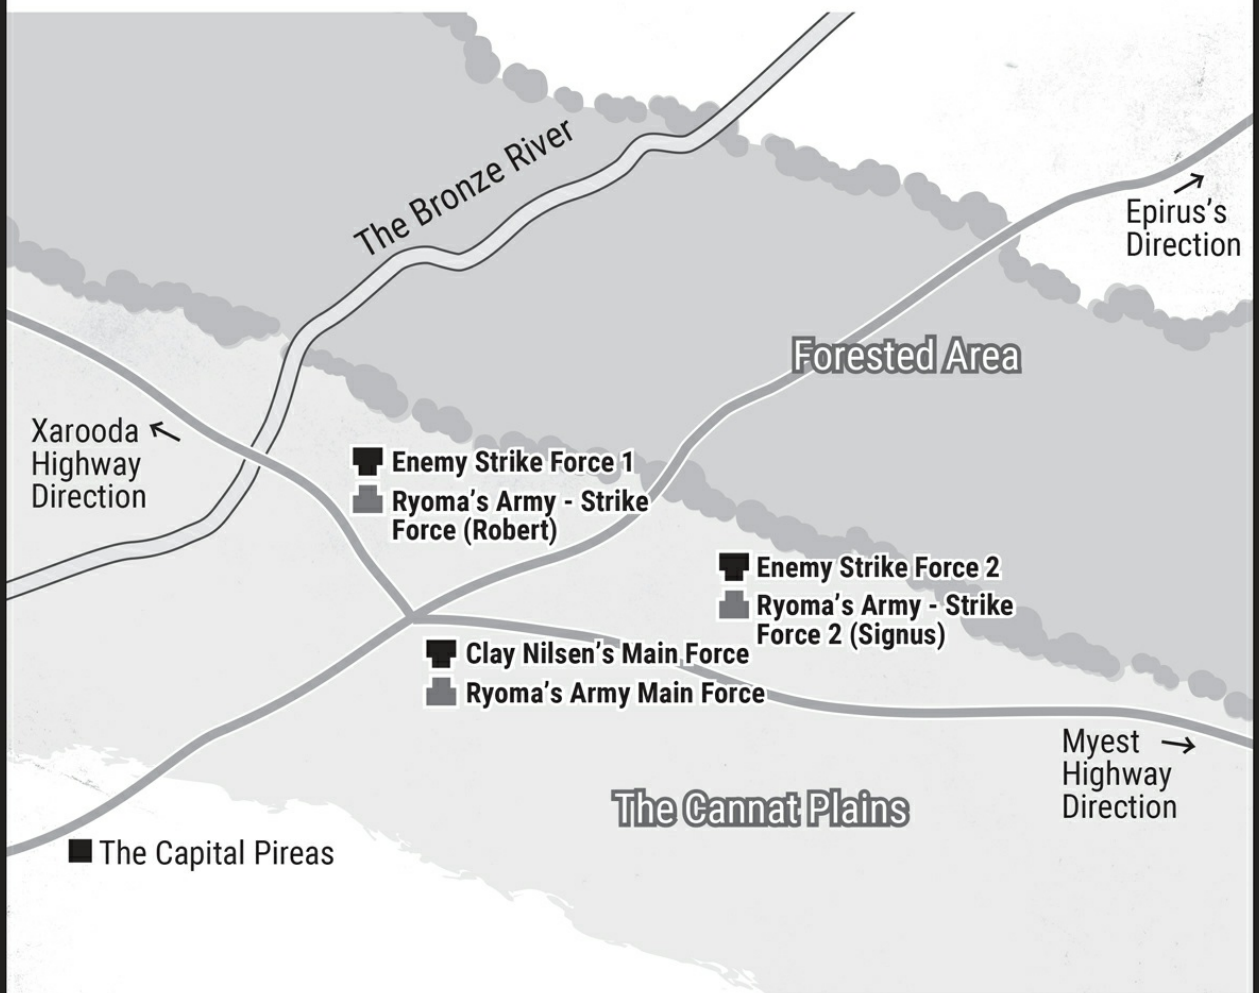 The Bronze River
Epirus's
Direction
Forested Area
Xarooda
Highway
Direction
Enemy Strike Force 1
Ryoma's Army - Strike
Force (Robert)
Enemy Strike Force 2
Ryoma's Army - Strike
Force 2 (Signus)
Clay Nilsen's Main Force
Ryoma's Army Main Force
Myest
Highway
Direction
The Cannat Plains
The Capital Pireas